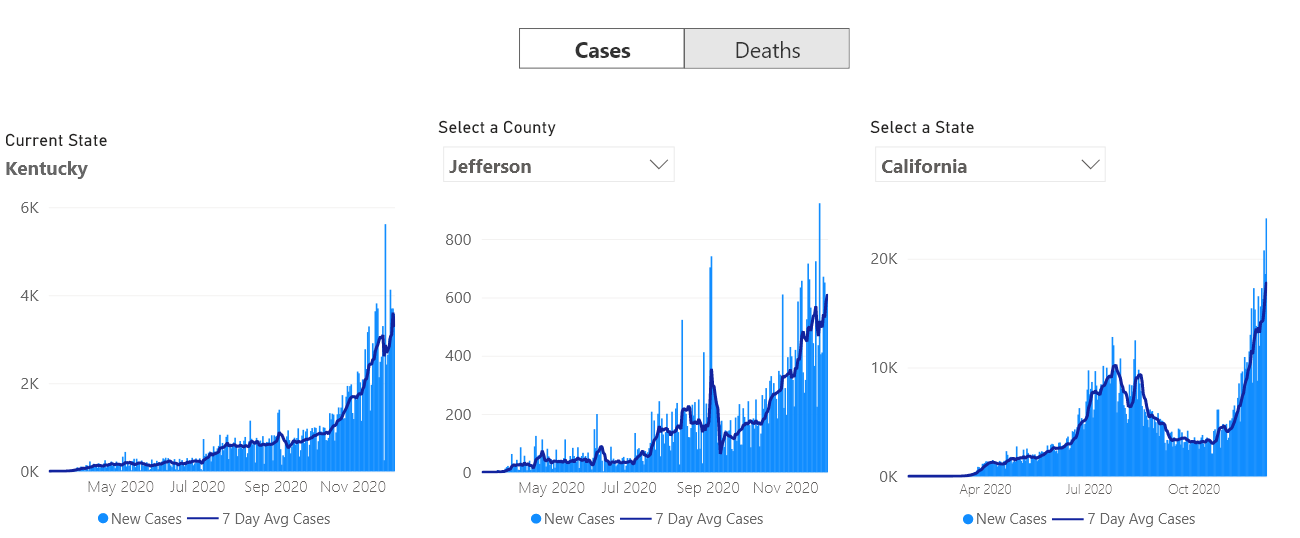 Cases Deaths
Current State
Kentucky
6K
4K
2K
0K
May 2020 Jul 2020 Sep 2020 Nov 2020
New Cases 7 Day Avg Cases
Select a County
Jefferson
800
600
400
200
0
May 2020 Jul 2020 Sep 2020 Nov 2020
New Cases 7 Day Avg Cases
Select a State
California
20K
10K
0K
Apr 2020 Jul 2020 Oct 2020
New Cases 7 Day Avg Cases